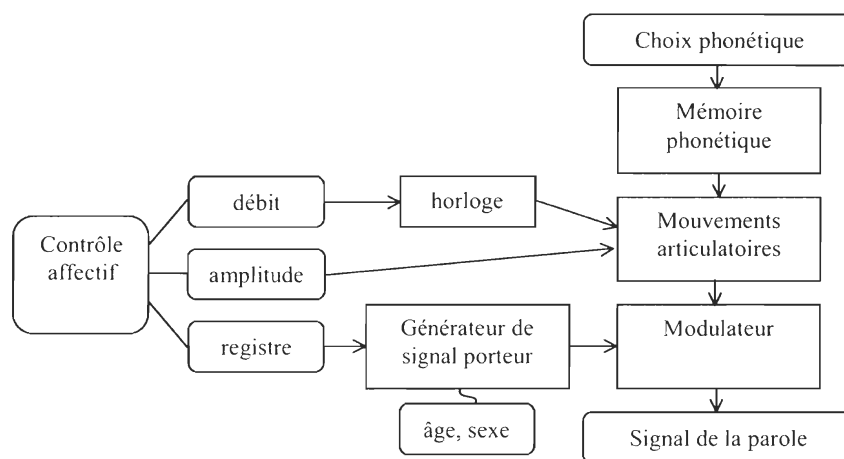 Choix phonétique
Mémoire
phonétique
débit
horloge
Mouvements
articulatoires
Contrôle
affectif
amplitude
registre
Générateur de
signal porteur
Modulateur
âge, sexe
Signal de la parole